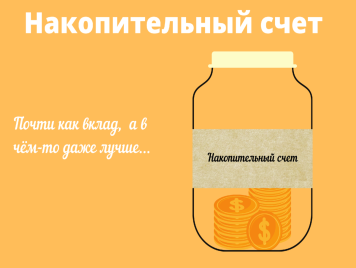 Накопительный счет
Почти как вклад, а в
чём-то даже лучше...
Накопительный счет